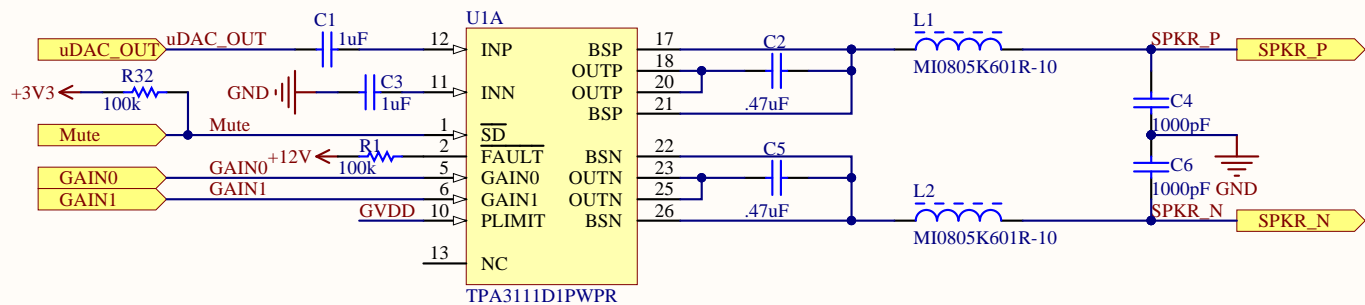 U1A
C1
1uF
uDAC_OUT
uDAC_OUT
12
INP
BSP
17
C2
.47uF
L1
MI0805K601R-10
SPKR_P
SPKR_P
R32
100k
+3V3
GND
C3
1uF
11
INN
OUTP
18
OUTP
20
BSP
21
C4
1000pF
Mute
Mute
1
SD
+12V
R1
100k
2
FAULT
BSN
22
C5
.47uF
GND
GAIN0
GAIN0
5
GAIN0
OUTN
23
C6
1000pF
GAIN1
GAIN1
6
GAIN1
OUTN
25
L2
MI0805K601R-10
GVDD
10
PLIMIT
BSN
26
SPKR_N
SPKR_N
13
NC
TPA3111D1PWPR